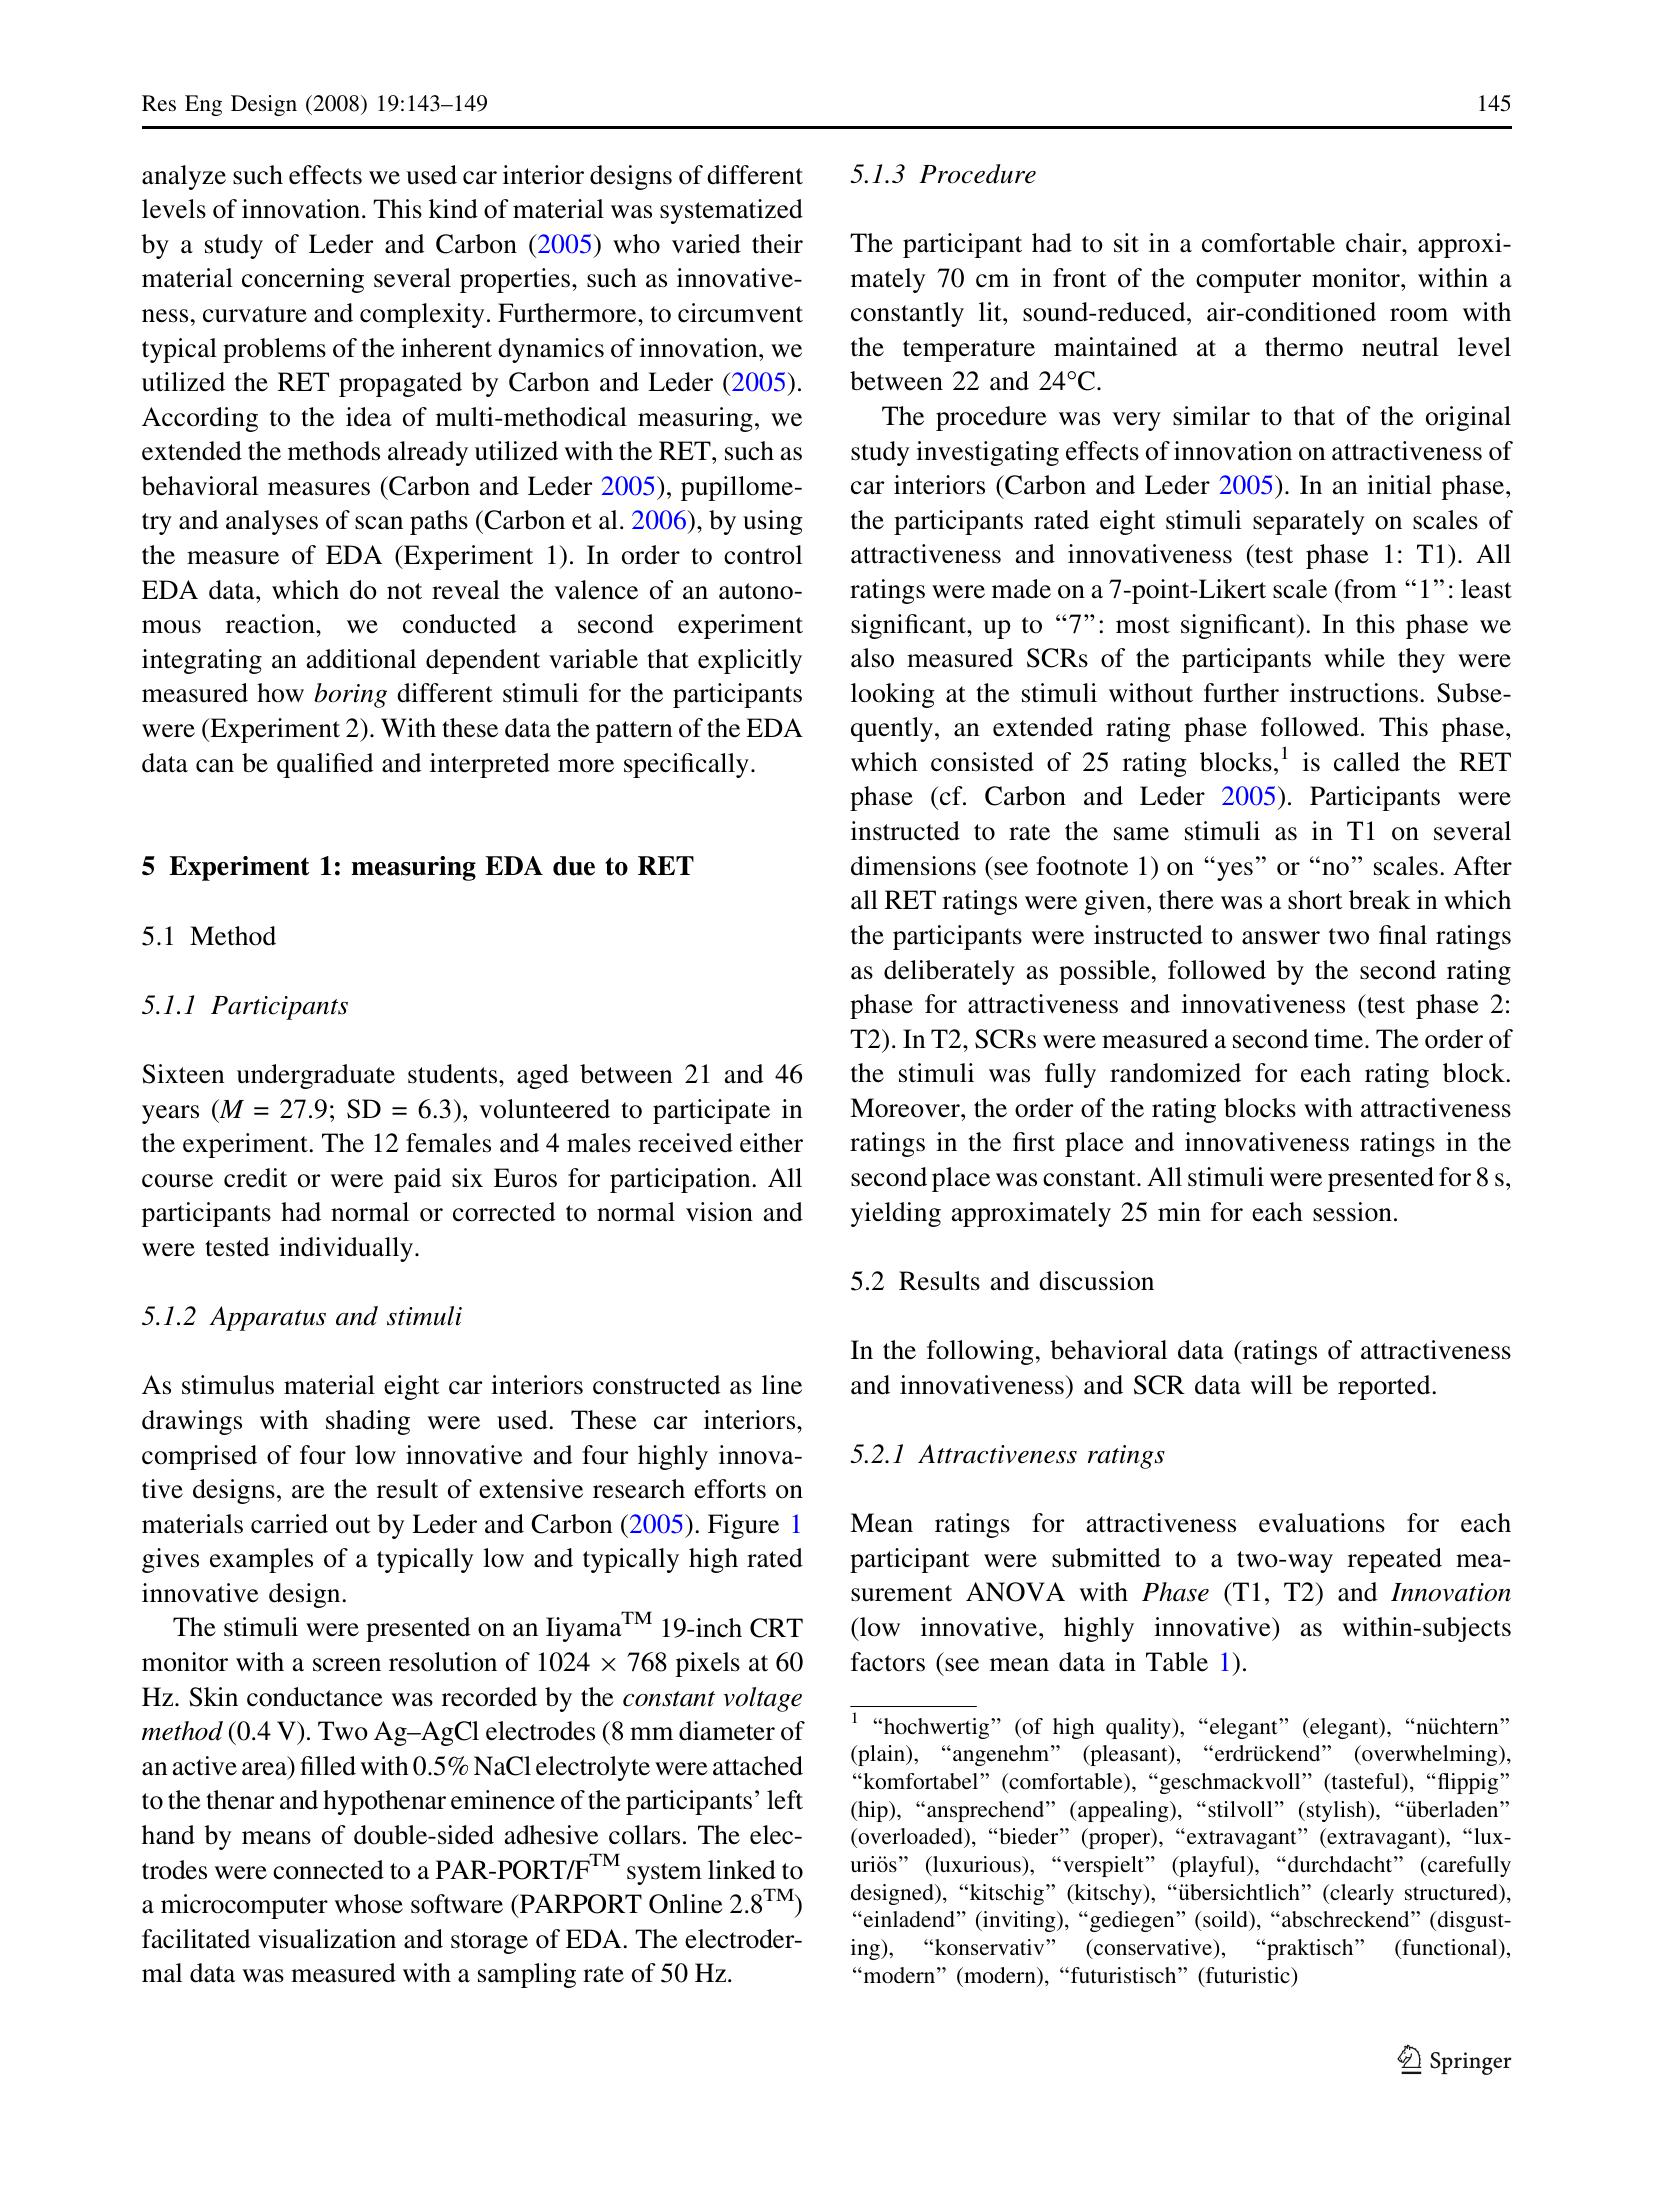 Res Eng Design (2008) 19:143–149
145
analyze such effects we used car interior designs of different
levels of innovation. This kind of material was systematized
by a study of Leder and Carbon (2005) who varied their
material concerning several properties, such as innovative-
ness, curvature and complexity. Furthermore, to circumvent
typical problems of the inherent dynamics of innovation, we
utilized the RET propagated by Carbon and Leder (2005).
According to the idea of multi-methodical measuring, we
extended the methods already utilized with the RET, such as
behavioral measures (Carbon and Leder 2005), pupillome-
try and analyses of scan paths (Carbon et al. 2006), by using
the measure of EDA (Experiment 1). In order to control
EDA data, which do not reveal the valence of an autono-
mous reaction, we conducted a second experiment
integrating an additional dependent variable that explicitly
measured how boring different stimuli for the participants
were (Experiment 2). With these data the pattern of the EDA
data can be qualified and interpreted more specifically.
5 Experiment 1: measuring EDA due to RET
5.1 Method
5.1.1 Participants
Sixteen undergraduate students, aged between 21 and 46
years (M = 27.9; SD = 6.3), volunteered to participate in
the experiment. The 12 females and 4 males received either
course credit or were paid six Euros for participation. All
participants had normal or corrected to normal vision and
were tested individually.
5.1.2 Apparatus and stimuli
As stimulus material eight car interiors constructed as line
drawings with shading were used. These car interiors,
comprised of four low innovative and four highly innova-
tive designs, are the result of extensive research efforts on
materials carried out by Leder and Carbon (2005). Figure 1
gives examples of a typically low and typically high rated
innovative design.
The stimuli were presented on an Iiyama™ 19-inch CRT
monitor with a screen resolution of 1024 × 768 pixels at 60
Hz. Skin conductance was recorded by the constant voltage
method (0.4 V). Two Ag–AgCl electrodes (8 mm diameter of
an active area) filled with 0.5% NaCl electrolyte were attached
to the thenar and hypothenar eminence of the participants’ left
hand by means of double-sided adhesive collars. The elec-
trodes were connected to a PAR-PORT/F™ system linked to
a microcomputer whose software (PARPORT Online 2.8™)
facilitated visualization and storage of EDA. The electroder-
mal data was measured with a sampling rate of 50 Hz.
5.1.3 Procedure
The participant had to sit in a comfortable chair, approxi-
mately 70 cm in front of the computer monitor, within a
constantly lit, sound-reduced, air-conditioned room with
the temperature maintained at a thermo neutral level
between 22 and 24°C.
The procedure was very similar to that of the original
study investigating effects of innovation on attractiveness of
car interiors (Carbon and Leder 2005). In an initial phase,
the participants rated eight stimuli separately on scales of
attractiveness and innovativeness (test phase 1: T1). All
ratings were made on a 7-point-Likert scale (from “1”: least
significant, up to “7”: most significant). In this phase we
also measured SCRs of the participants while they were
looking at the stimuli without further instructions. Subse-
quently, an extended rating phase followed. This phase,
which consisted of 25 rating blocks,¹ is called the RET
phase (cf. Carbon and Leder 2005). Participants were
instructed to rate the same stimuli as in T1 on several
dimensions (see footnote 1) on “yes” or “no” scales. After
all RET ratings were given, there was a short break in which
the participants were instructed to answer two final ratings
as deliberately as possible, followed by the second rating
phase for attractiveness and innovativeness (test phase 2:
T2). In T2, SCRs were measured a second time. The order of
the stimuli was fully randomized for each rating block.
Moreover, the order of the rating blocks with attractiveness
ratings in the first place and innovativeness ratings in the
second place was constant. All stimuli were presented for 8 s,
yielding approximately 25 min for each session.
5.2 Results and discussion
In the following, behavioral data (ratings of attractiveness
and innovativeness) and SCR data will be reported.
5.2.1 Attractiveness ratings
Mean ratings for attractiveness evaluations for each
participant were submitted to a two-way repeated mea-
surement ANOVA with Phase (T1, T2) and Innovation
(low innovative, highly innovative) as within-subjects
factors (see mean data in Table 1).
¹ “hochwertig” (of high quality), “elegant” (elegant), “nüchtern”
(plain), “angenehm” (pleasant), “erdrückend” (overwhelming),
“komfortabel” (comfortable), “geschmackvoll” (tasteful), “flippig”
(hip), “ansprechend” (appealing), “stilvoll” (stylish), “überladen”
(overloaded), “bieder” (proper), “extravagant” (extravagant), “lux-
uriös” (luxurious), “verspielt” (playful), “durchdacht” (carefully
designed), “kitschig” (kitschy), “übersichtlich” (clearly structured),
“einladend” (inviting), “gediegen” (soild), “abschreckend” (disgust-
ing), “konservativ” (conservative), “praktisch” (functional),
“modern” (modern), “futuristisch” (futuristic)
Springer